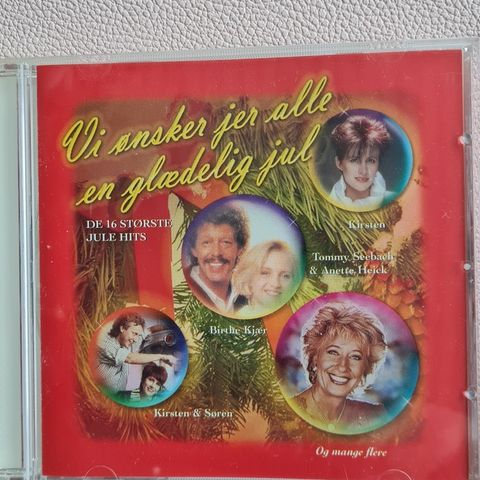 Vi ønsker jer alle
en glædelig jul
DE 16 STØRSTE
JULE HITS
Kirsten
Tommy Seebach
& Anette Heick
Birthe Kjær
Kirsten & Søren
Og mange flere